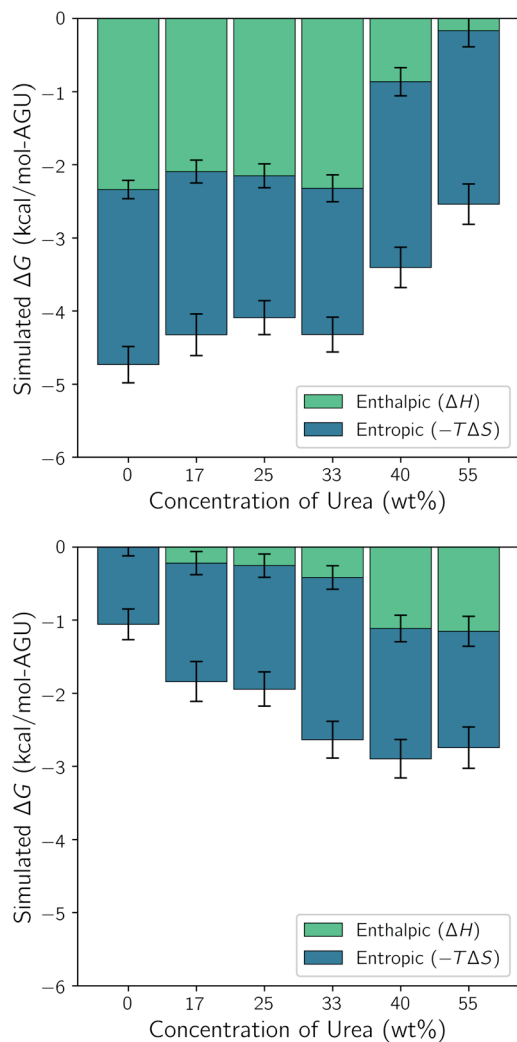 0
−1
−2
−3
−4
−5
−6
Simulated ΔG (kcal/mol-AGU)
Enthalpic (ΔH)
Entropic (−TΔS)
0 17 25 33 40 55
Concentration of Urea (wt%)
0
−1
−2
−3
−4
−5
−6
Simulated ΔG (kcal/mol-AGU)
Enthalpic (ΔH)
Entropic (−TΔS)
0 17 25 33 40 55
Concentration of Urea (wt%)